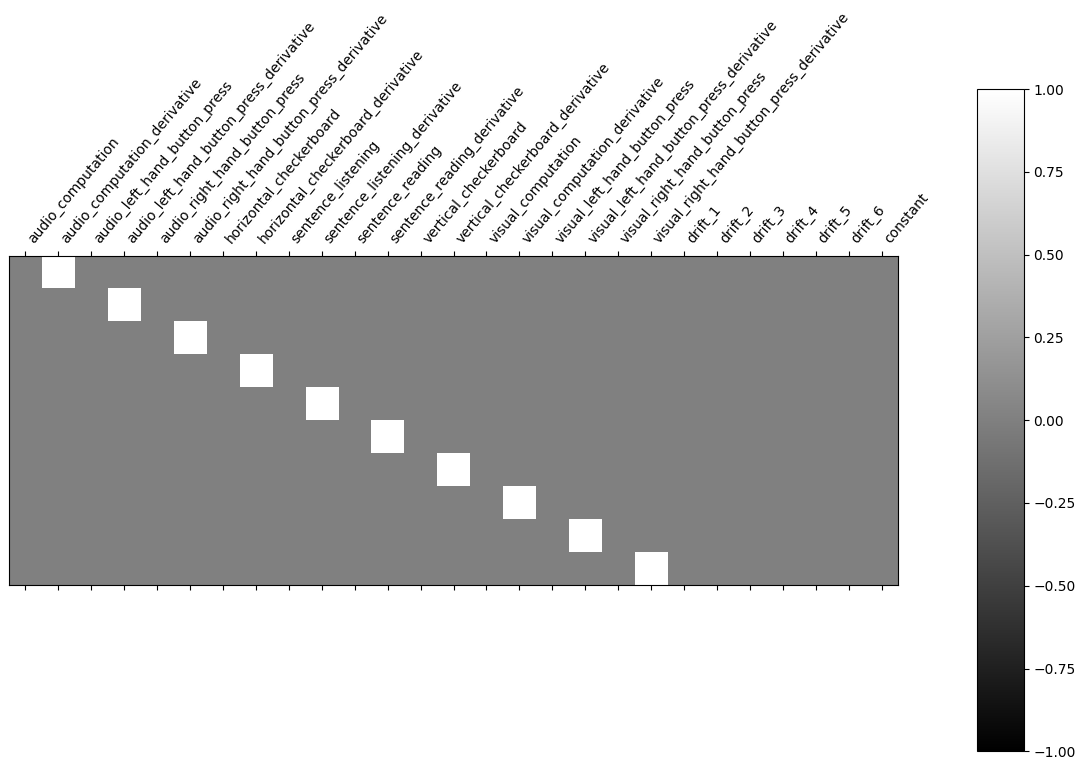 audio_computation
audio_computation_derivative
audio_left_hand_button_press
audio_left_hand_button_press_derivative
audio_right_hand_button_press
audio_right_hand_button_press_derivative
horizontal_checkerboard
horizontal_checkerboard_derivative
sentence_listening
sentence_listening_derivative
sentence_reading
sentence_reading_derivative
vertical_checkerboard
vertical_checkerboard_derivative
visual_computation
visual_computation_derivative
visual_left_hand_button_press
visual_left_hand_button_press_derivative
visual_right_hand_button_press
visual_right_hand_button_press_derivative
drift_1
drift_2
drift_3
drift_4
drift_5
drift_6
constant
1.00
0.75
0.50
0.25
0.00
−0.25
−0.50
−0.75
−1.00